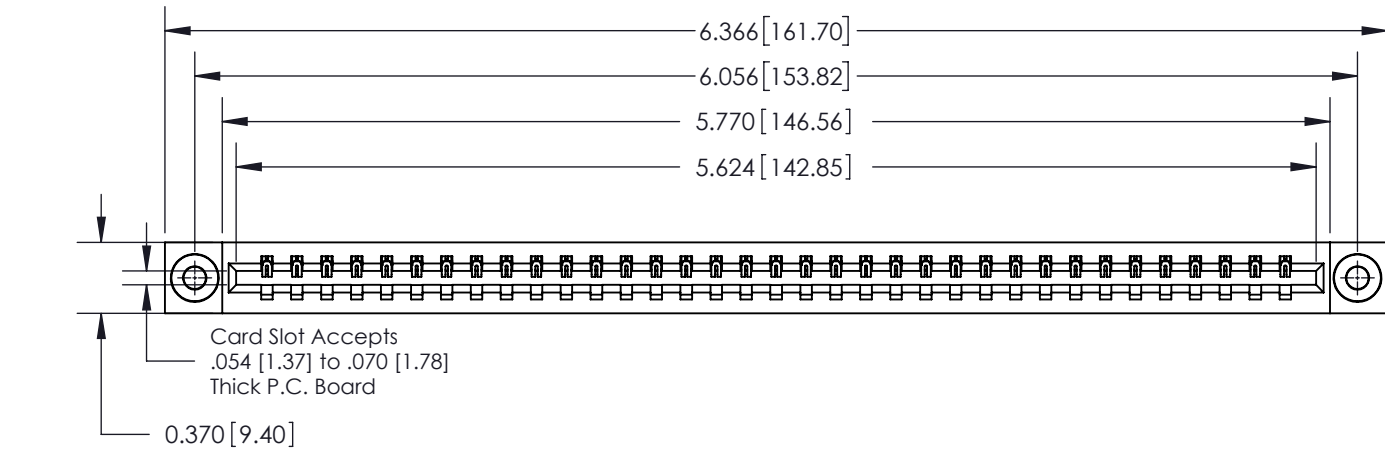 6.366[161.70]
6.056[153.82]
5.770[146.56]
5.624[142.85]
Card Slot Accepts
.054 [1.37] to .070 [1.78]
Thick P.C. Board
0.370[9.40]